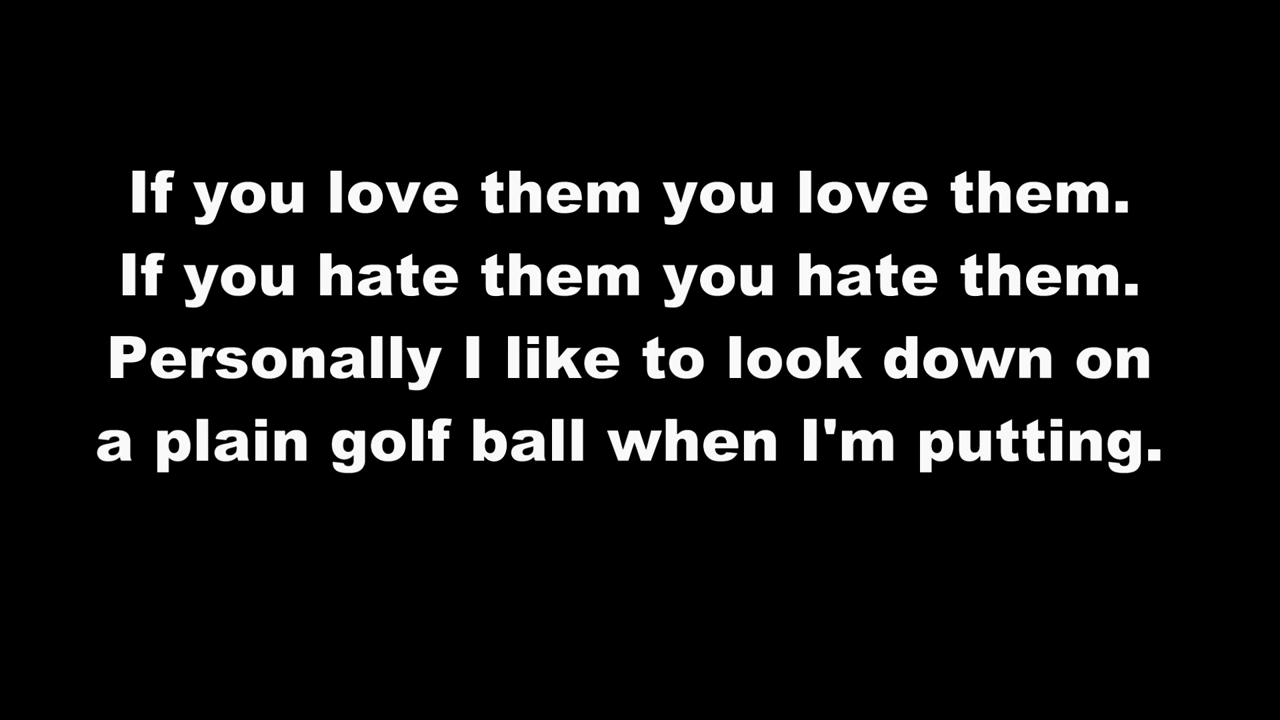 If you love them you love them.
If you hate them you hate them.
Personally I like to look down on
a plain golf ball when I'm putting.